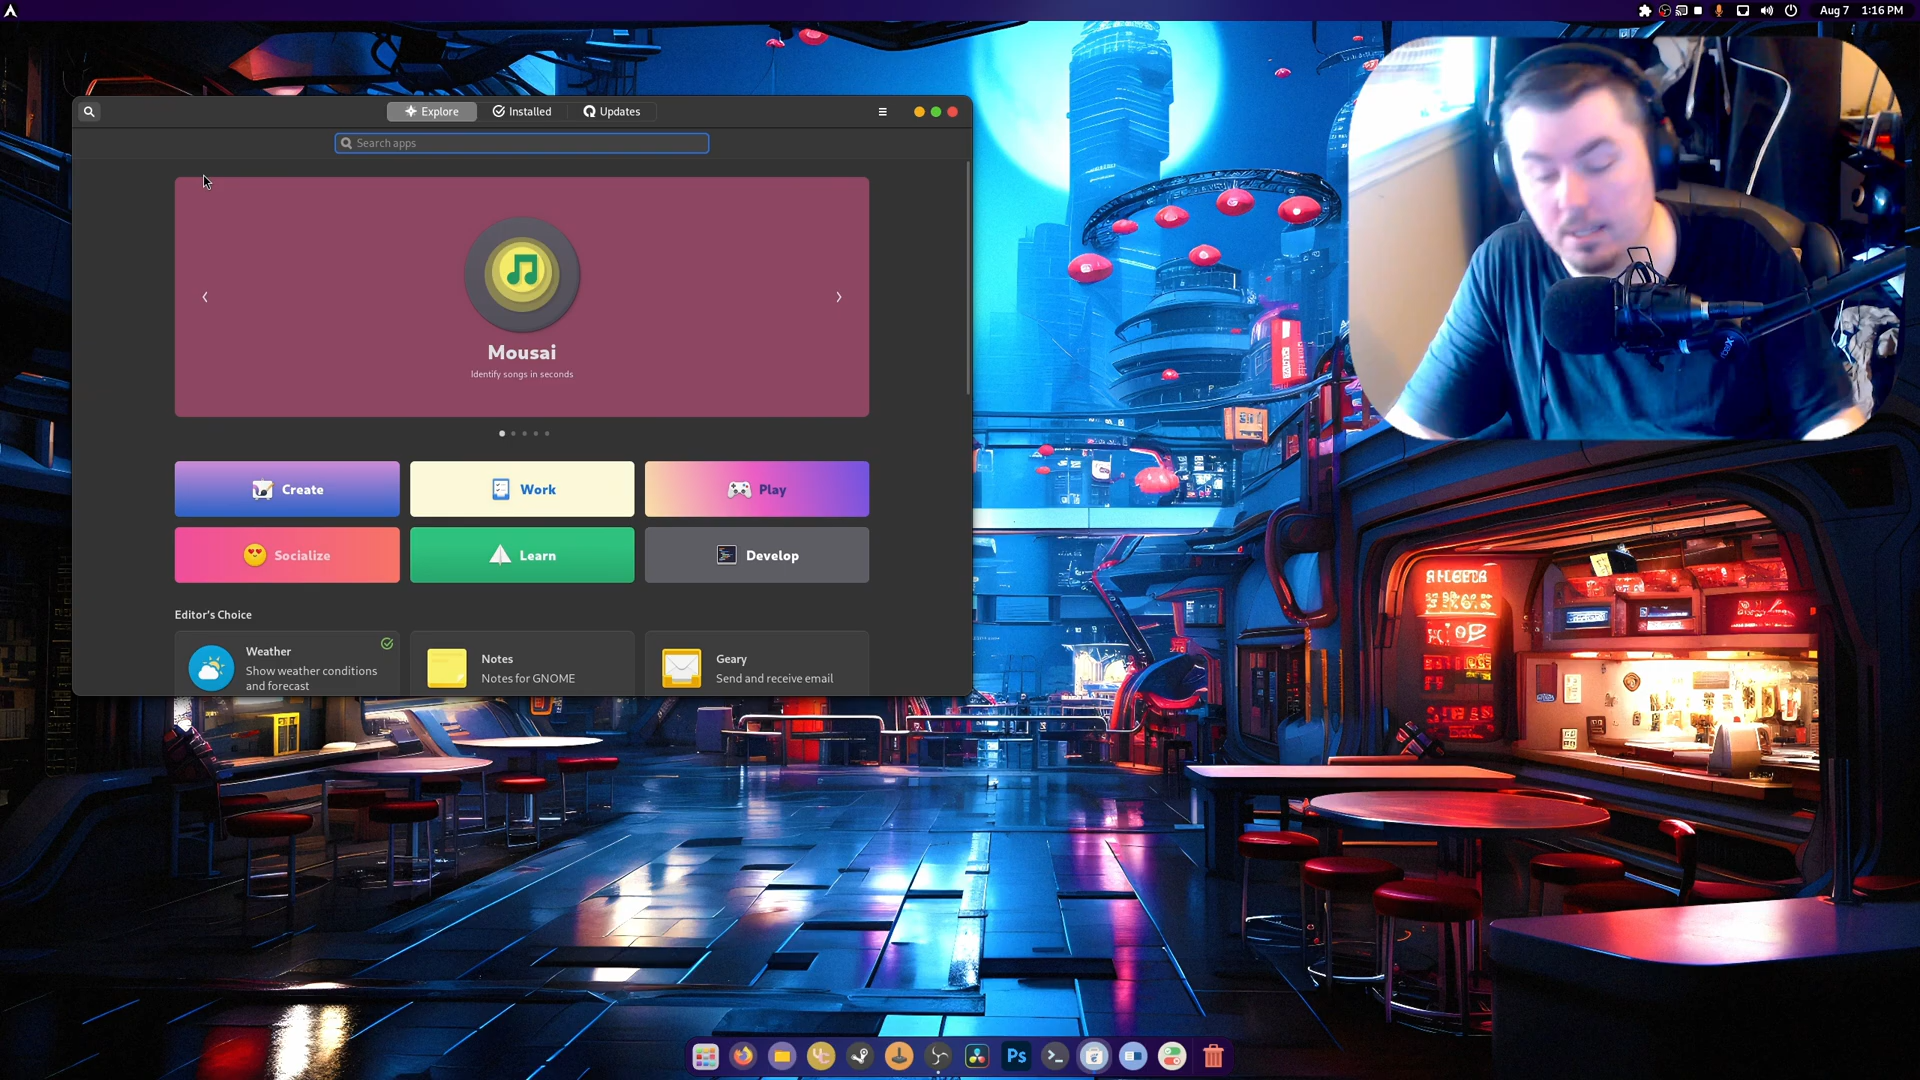 Aug 7 1:16 PM
Explore Installed Updates
Search apps
Mousai
Identify songs in seconds
Create Work Play
Socialize Learn Develop
Editor's Choice
Weather
Show weather conditions
and forecast
Notes
Notes for GNOME
Geary
Send and receive email
Ps